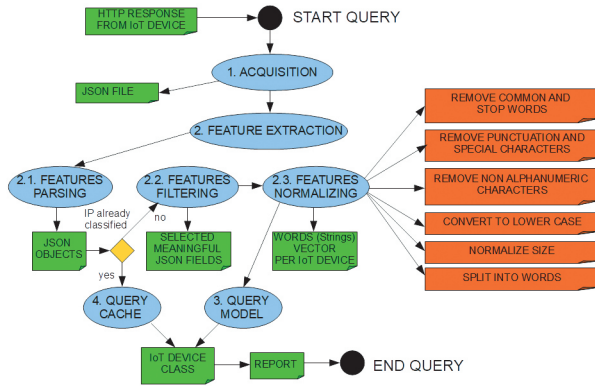 HTTP RESPONSE
FROM IoT DEVICE
START QUERY
1. ACQUISITION
JSON FILE
2. FEATURE EXTRACTION
2.1. FEATURES
PARSING
2.2. FEATURES
FILTERING
2.3. FEATURES
NORMALIZING
REMOVE COMMON AND
STOP WORDS
REMOVE PUNCTUATION AND
SPECIAL CHARACTERS
REMOVE NON ALPHANUMERIC
CHARACTERS
CONVERT TO LOWER CASE
NORMALIZE SIZE
SPLIT INTO WORDS
IP already
classified
no
yes
JSON
OBJECTS
SELECTED
MEANINGFUL
JSON FIELDS
WORDS (Strings)
VECTOR
PER IoT DEVICE
4. QUERY
CACHE
3. QUERY
MODEL
IoT DEVICE
CLASS
REPORT
END QUERY